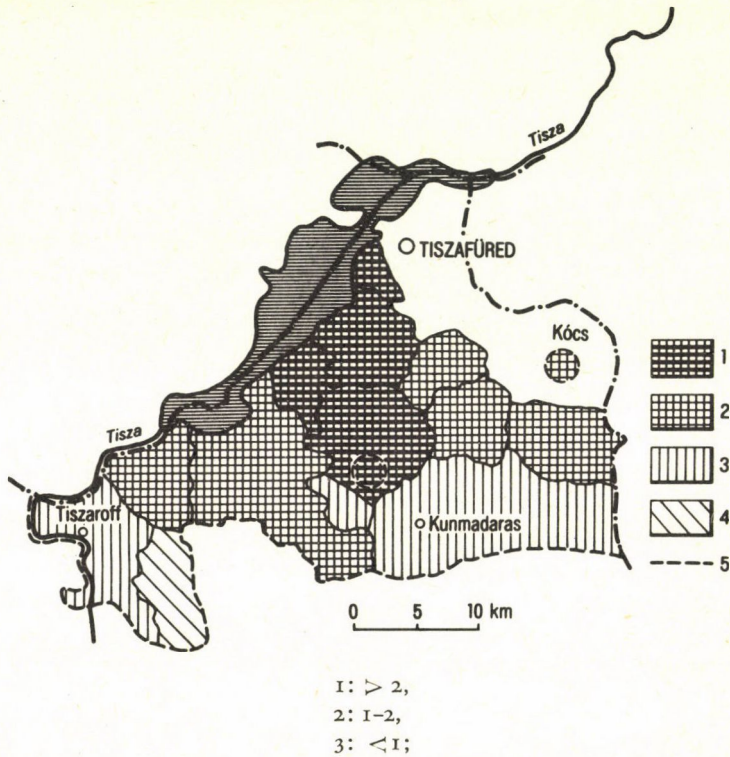 Tisza
TISZAFÜRED
Kócs
1
2
Tisza
3
Tiszaroff
Kunmadaras
4
5
0 5 10 km
1: > 2,
2: 1-2,
3: <1;